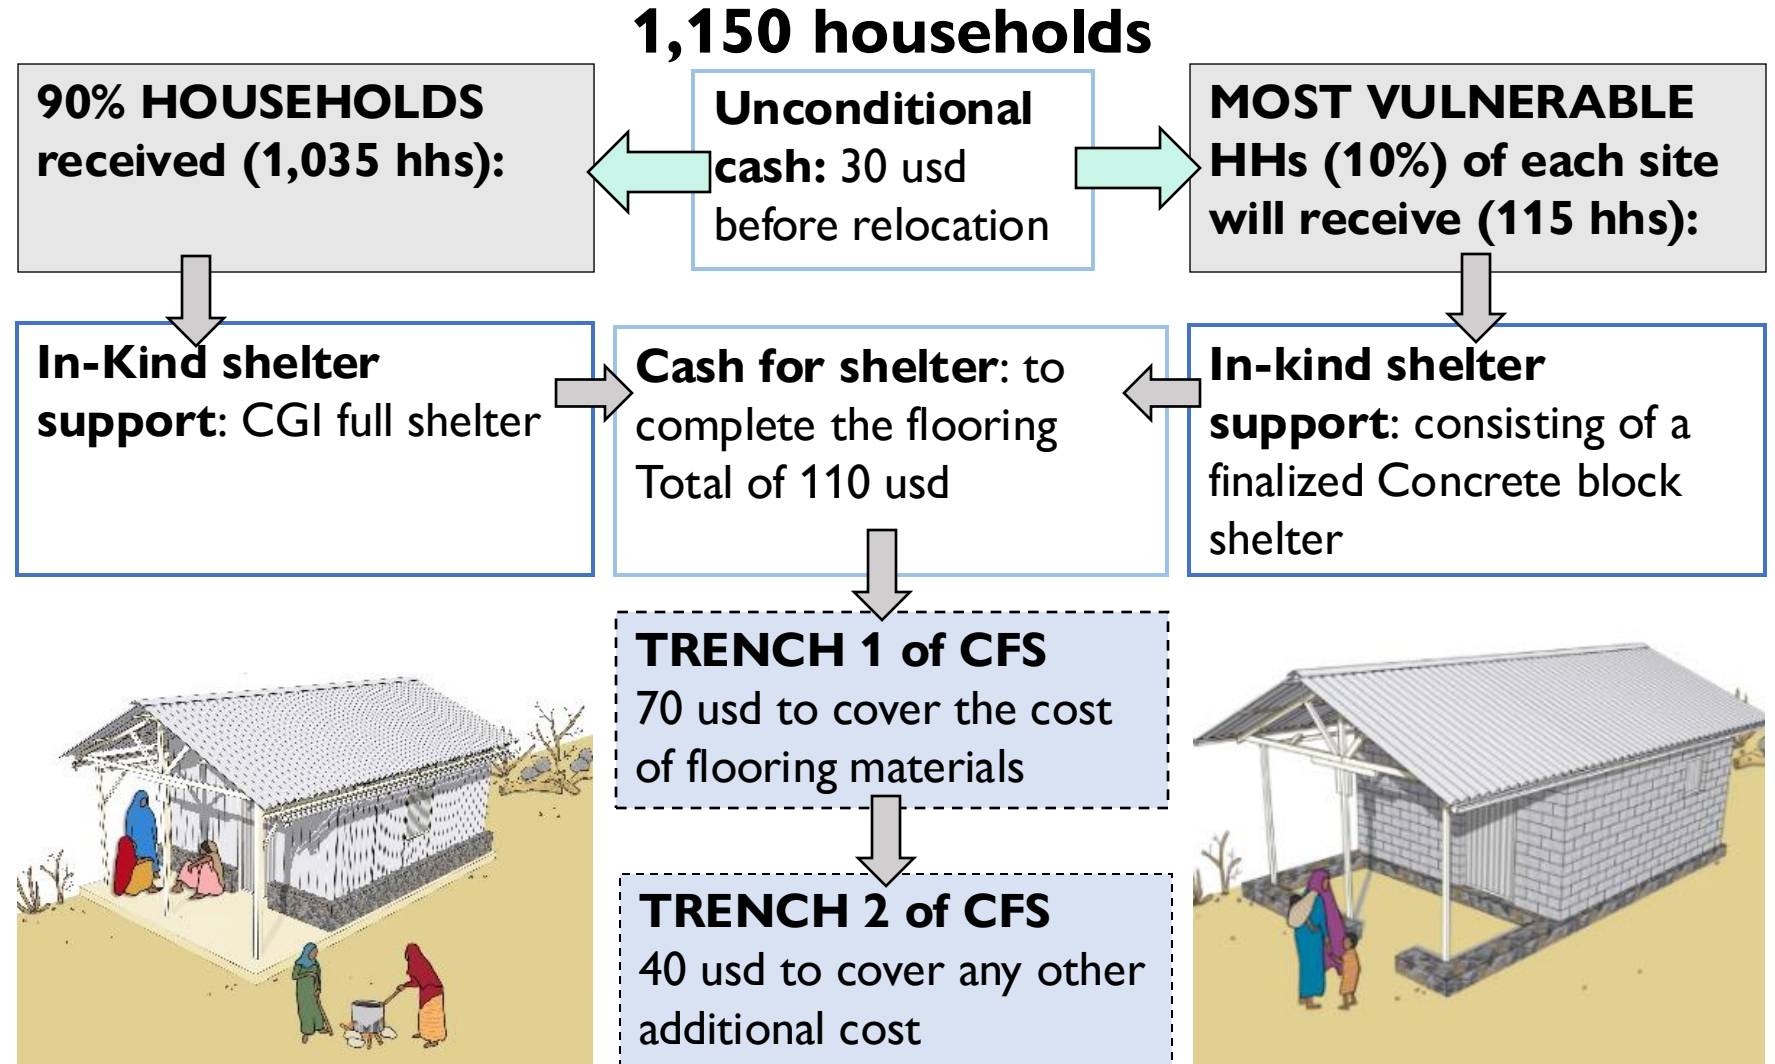 1,150 households
90% HOUSEHOLDS
received (1,035 hhs):
Unconditional
cash: 30 usd
before relocation
MOST VULNERABLE
HHs (10%) of each site
will receive (115 hhs):
In-Kind shelter
support: CGI full shelter
Cash for shelter: to
complete the flooring
Total of 110 usd
In-kind shelter
support: consisting of a
finalized Concrete block
shelter
TRENCH 1 of CFS
70 usd to cover the cost
of flooring materials
TRENCH 2 of CFS
40 usd to cover any other
additional cost